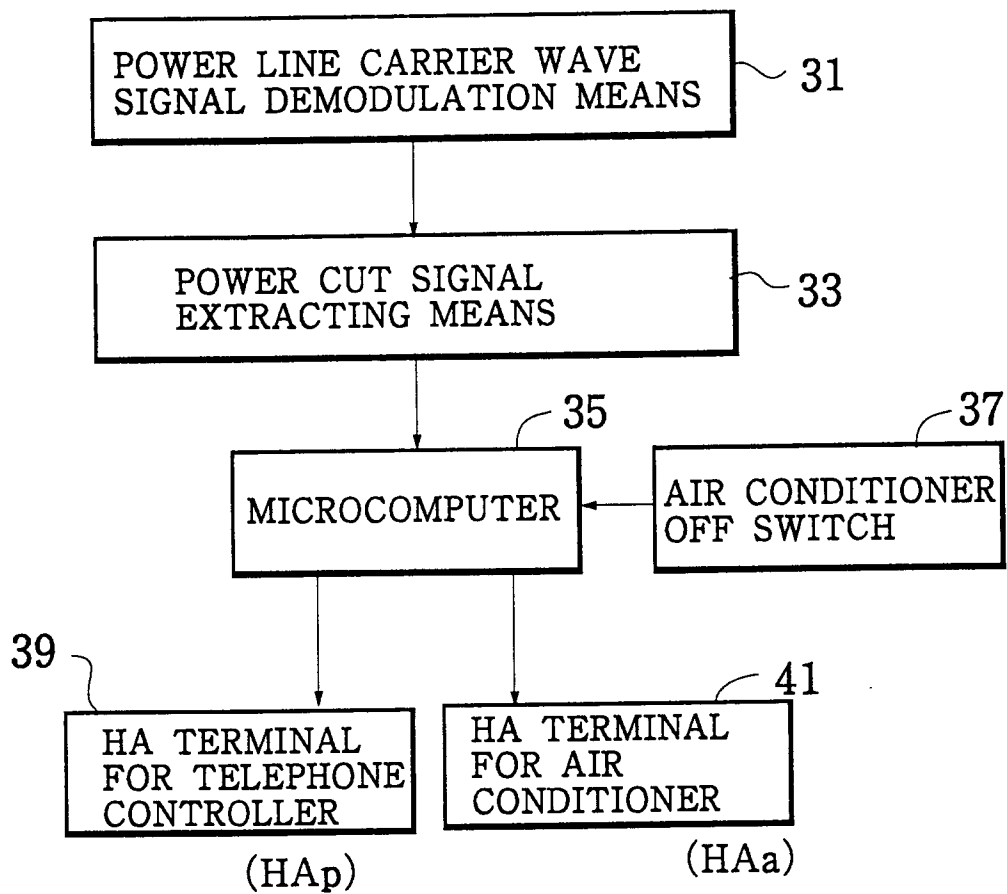 POWER LINE CARRIER WAVE
SIGNAL DEMODULATION MEANS
31
POWER CUT SIGNAL
EXTRACTING MEANS
33
35
37
MICROCOMPUTER
AIR CONDITIONER
OFF SWITCH
39
41
HA TERMINAL
FOR TELEPHONE
CONTROLLER
HA TERMINAL
FOR AIR
CONDITIONER
(HAp)
(HAa)